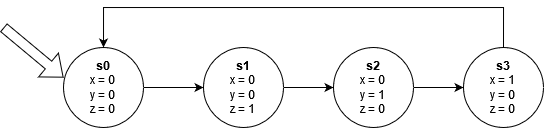 s0
x = 0
y = 0
z = 0
s1
x = 0
y = 0
z = 1
s2
x = 0
y = 1
z = 0
s3
x = 1
y = 0
z = 0